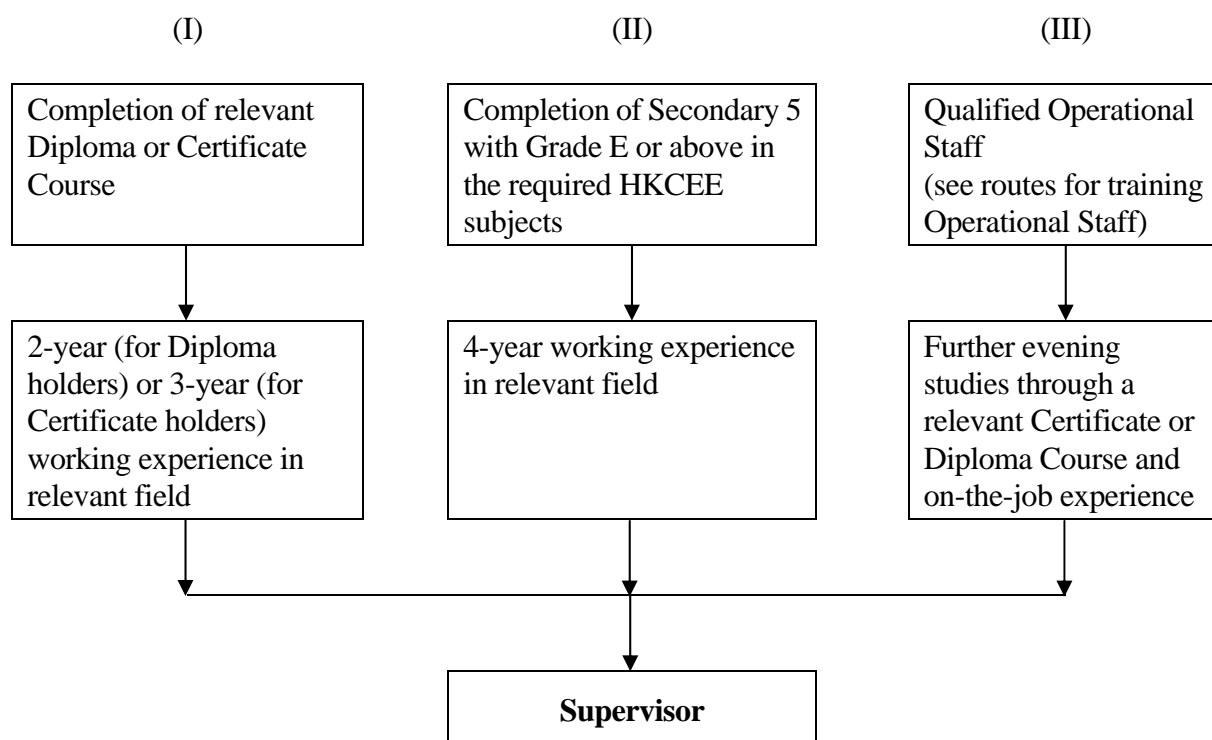 (I)
(II)
(III)
Completion of relevant
Diploma or Certificate
Course
Completion of Secondary 5
with Grade E or above in
the required HKCEE
subjects
Qualified Operational
Staff
(see routes for training
Operational Staff)
2-year (for Diploma
holders) or 3-year (for
Certificate holders)
working experience in
relevant field
4-year working experience
in relevant field
Further evening
studies through a
relevant Certificate or
Diploma Course and
on-the-job experience
Supervisor